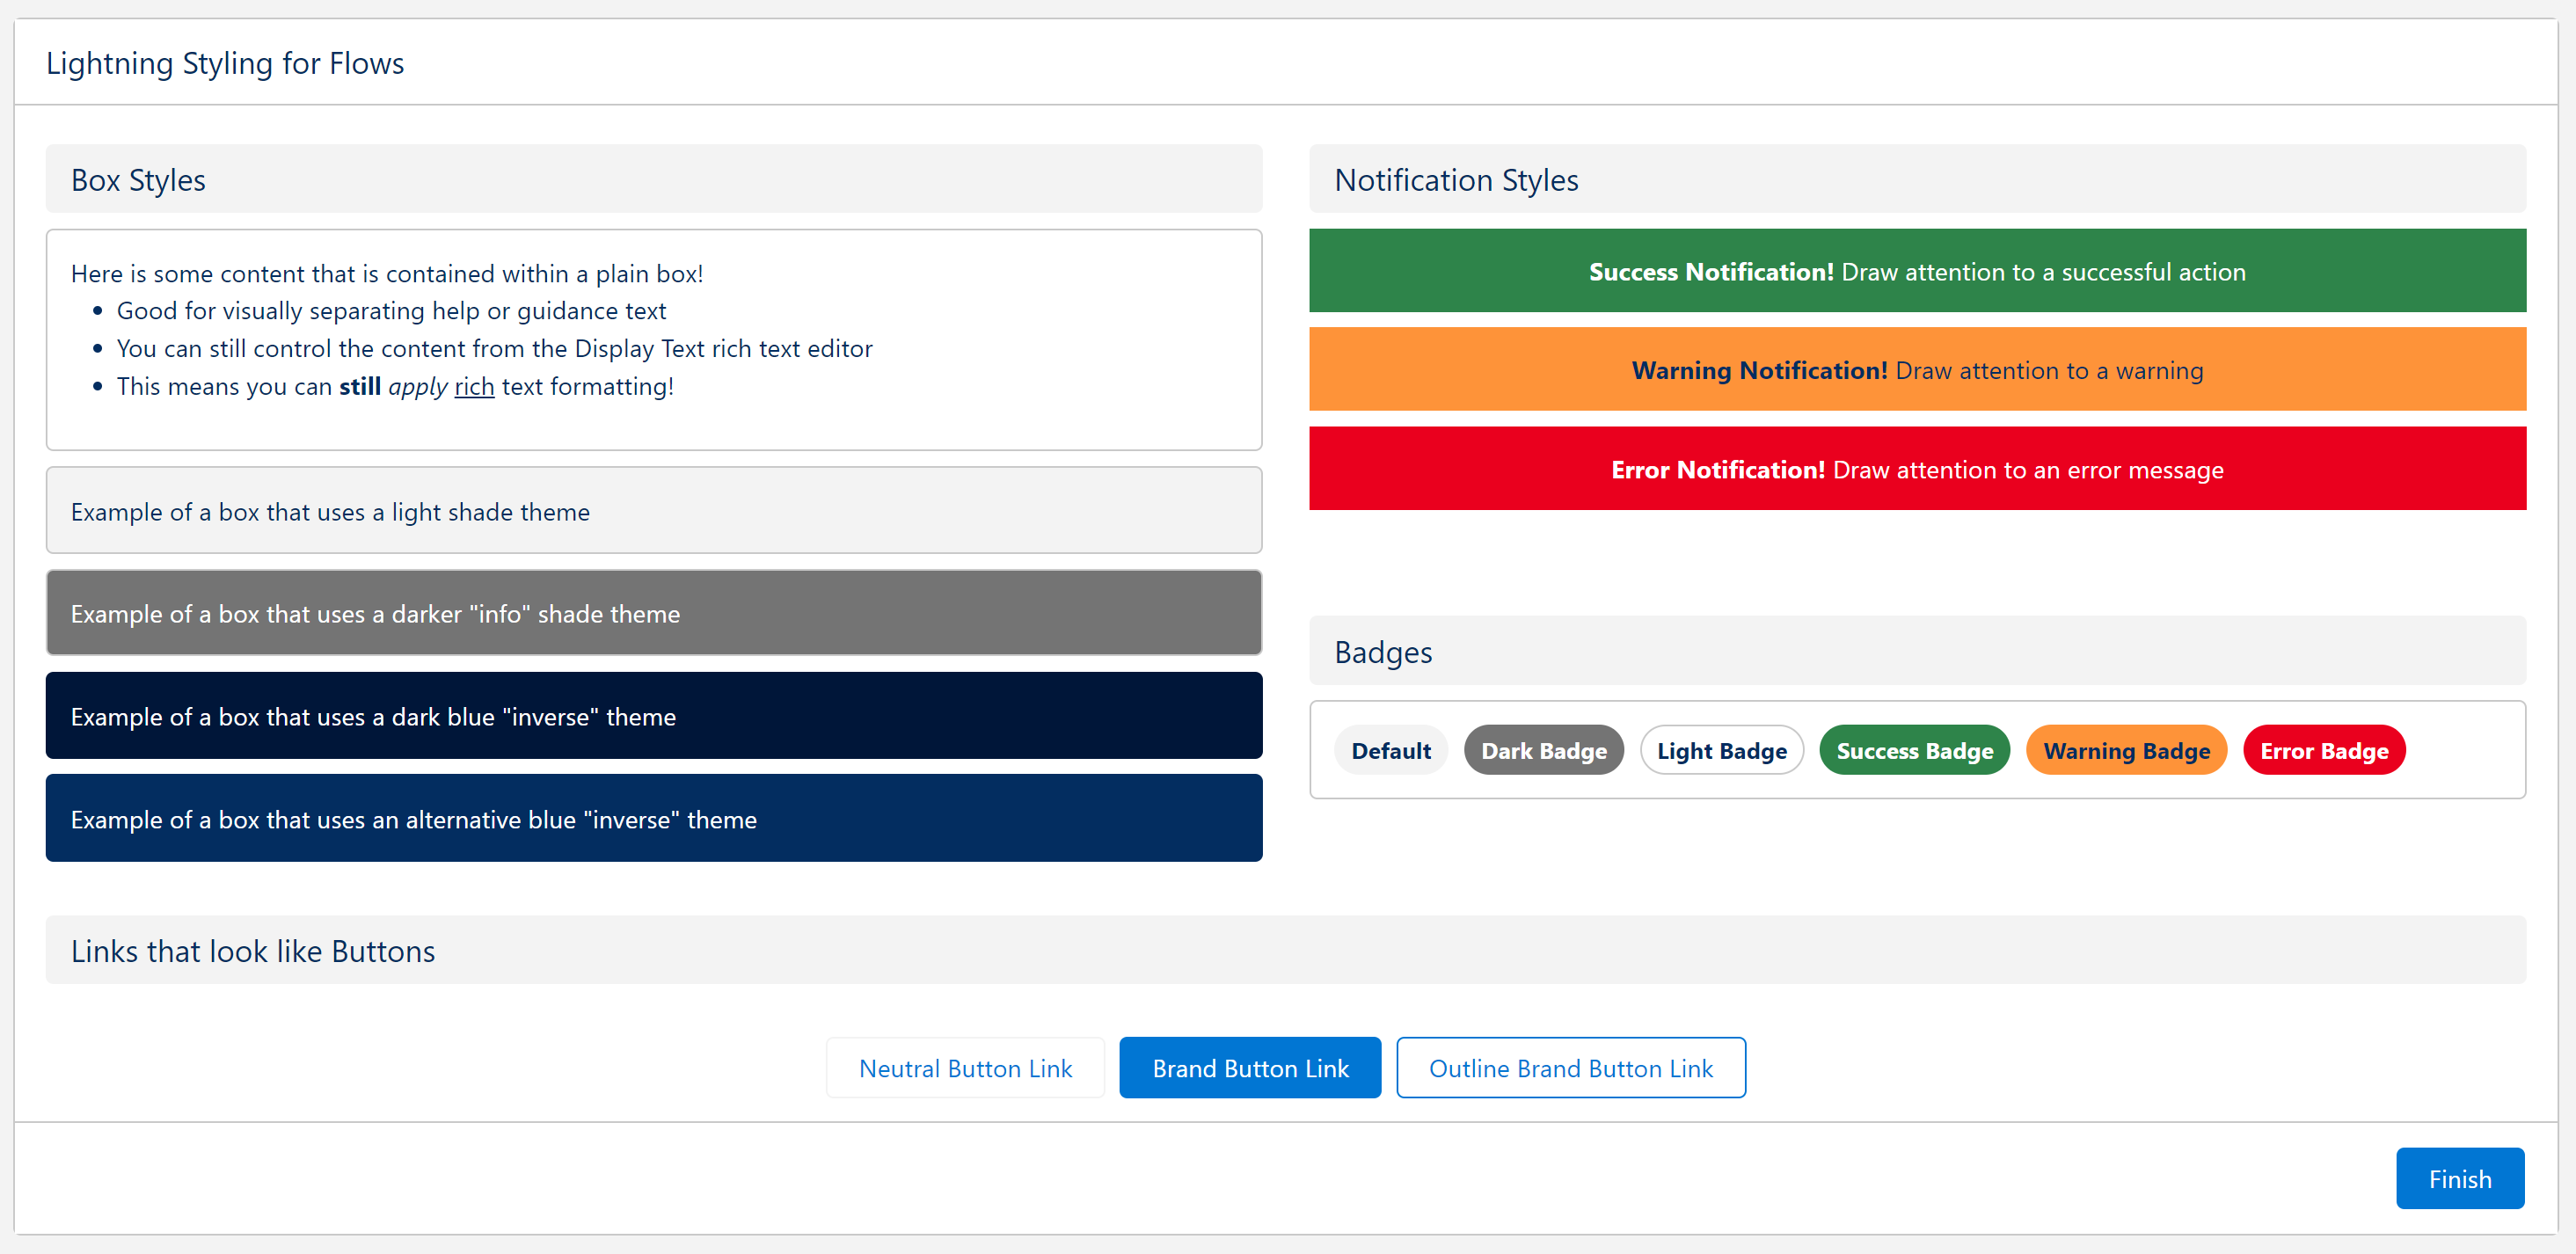 Lightning Styling for Flows
Box Styles
Here is some content that is contained within a plain box!
Good for visually separating help or guidance text
You can still control the content from the Display Text rich text editor
This means you can still apply rich text formatting!
Example of a box that uses a light shade theme
Example of a box that uses a darker "info" shade theme
Example of a box that uses a dark blue "inverse" theme
Example of a box that uses an alternative blue "inverse" theme
Notification Styles
Success Notification! Draw attention to a successful action
Warning Notification! Draw attention to a warning
Error Notification! Draw attention to an error message
Badges
Default Dark Badge Light Badge Success Badge Warning Badge Error Badge
Links that look like Buttons
Neutral Button Link Brand Button Link Outline Brand Button Link
Finish